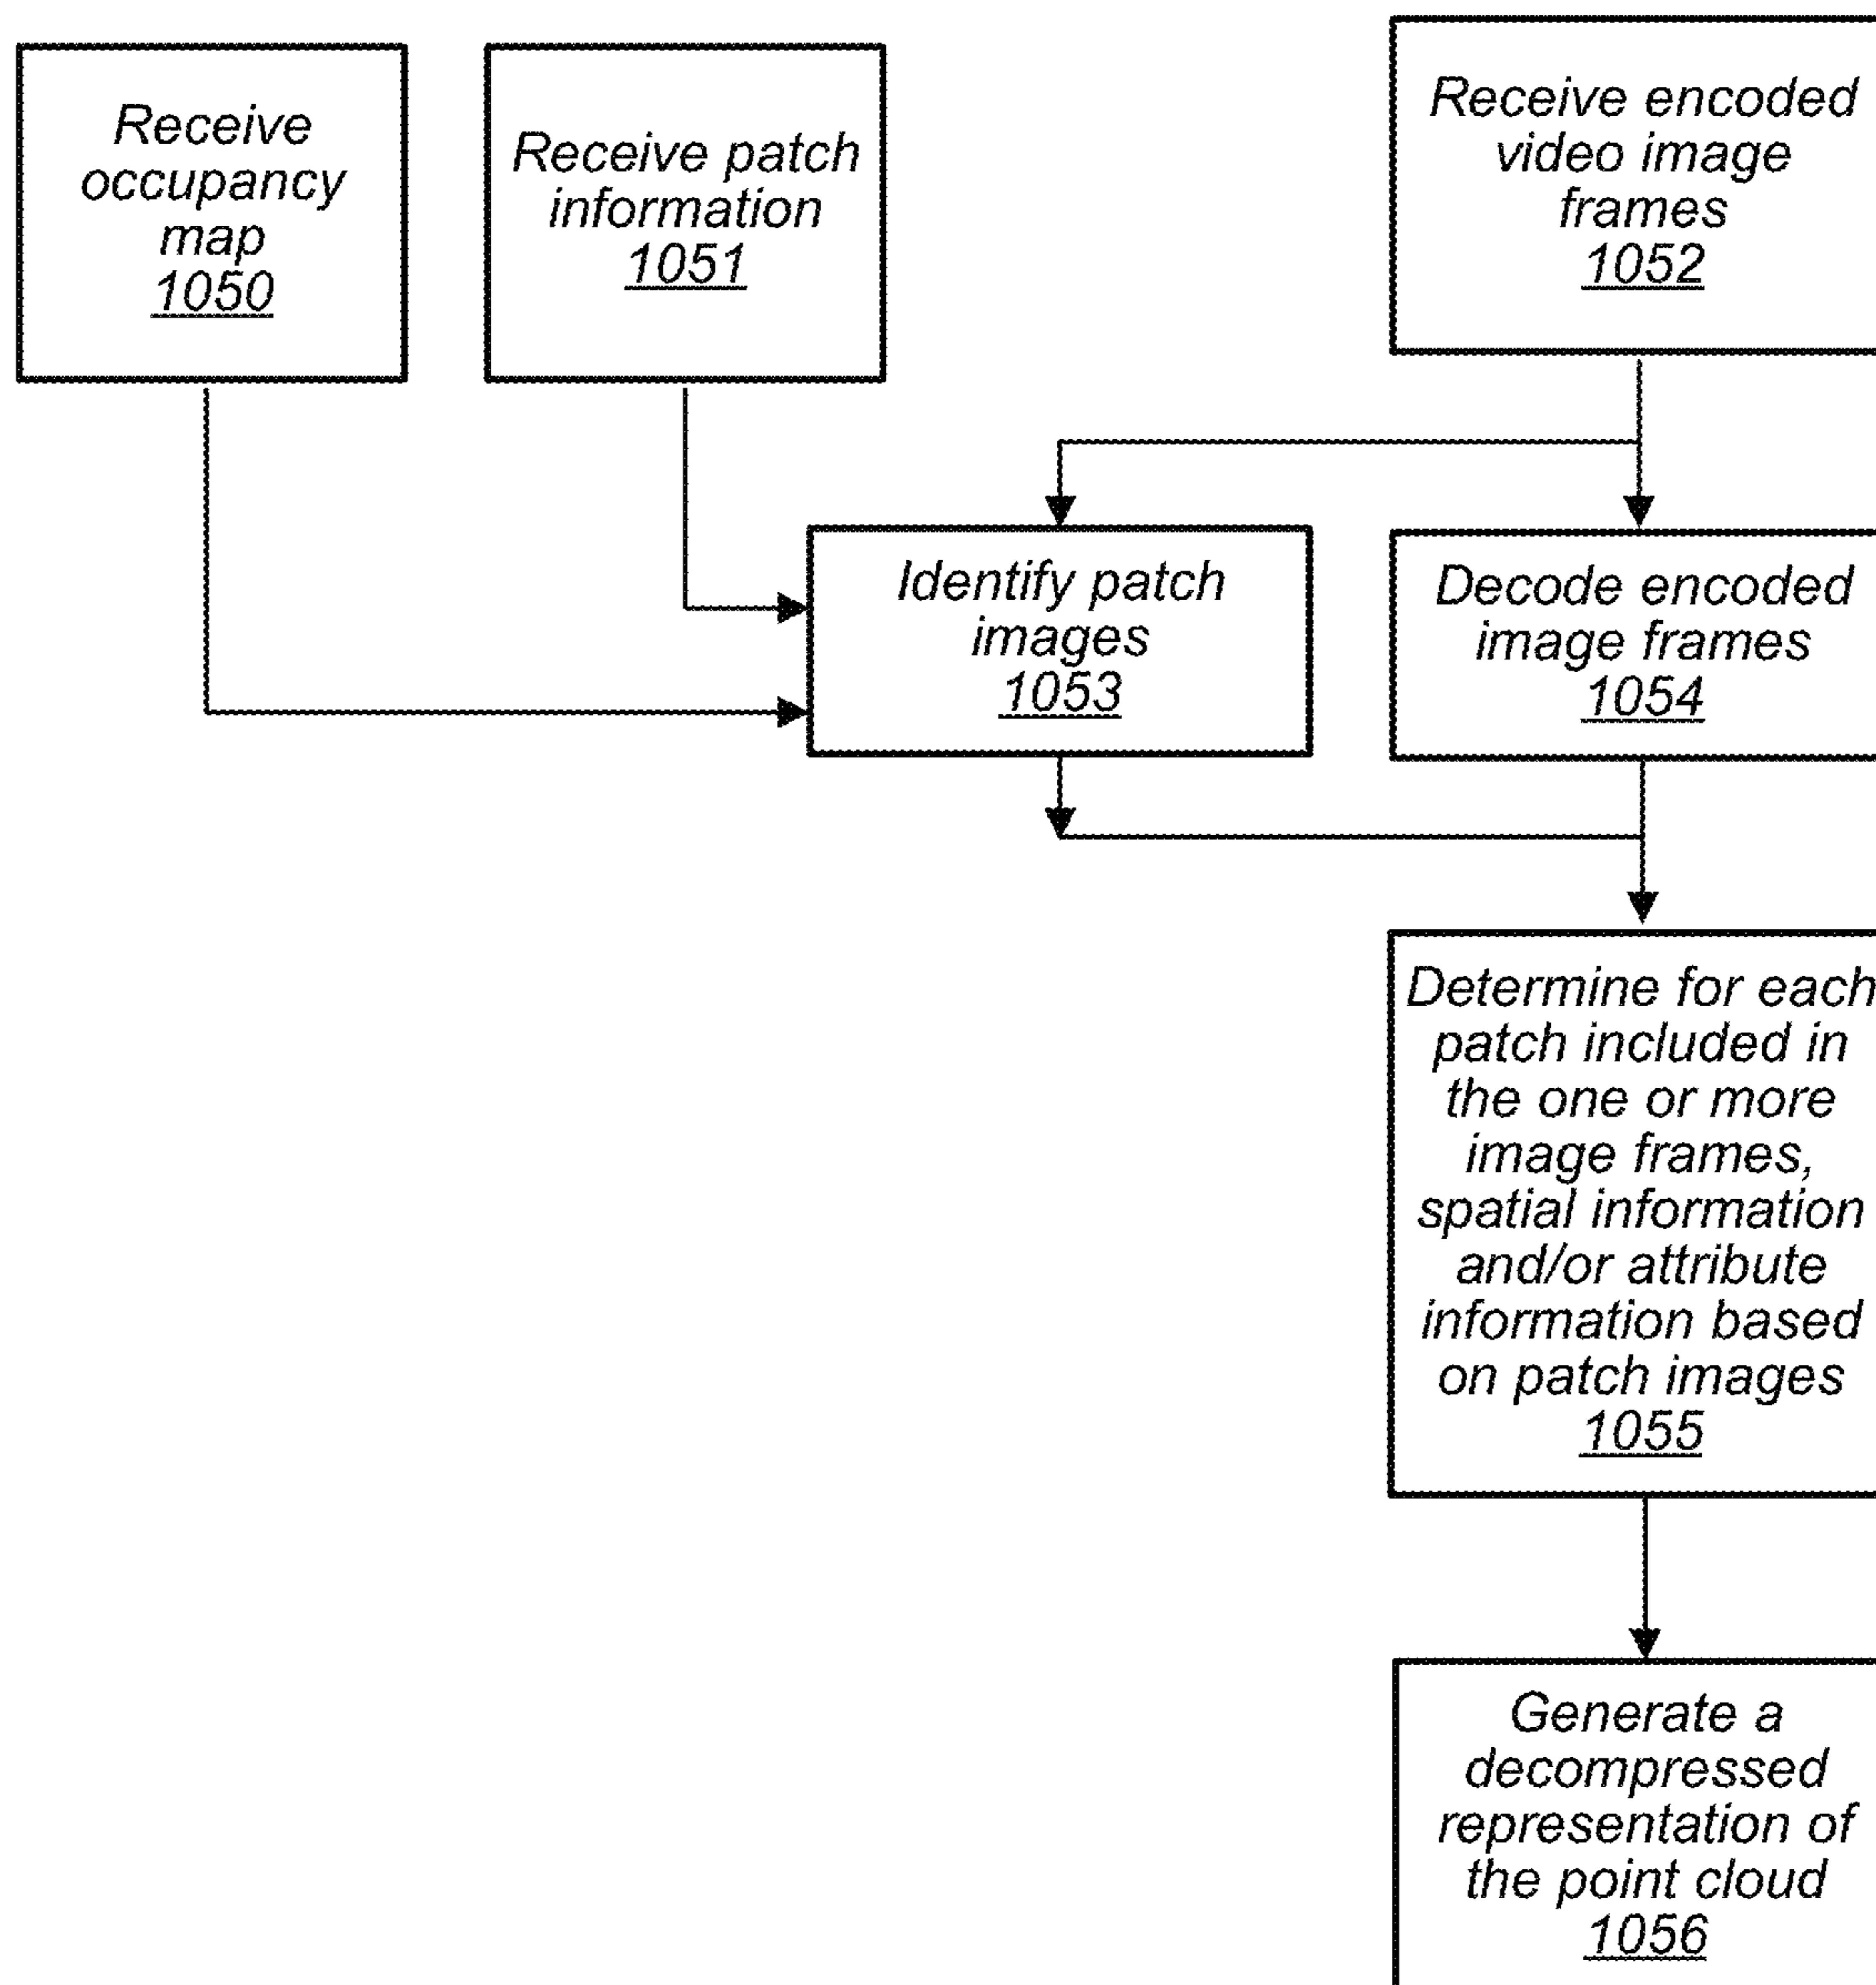 Receive
occupancy
map
1050
Receive patch
information
1051
Receive encoded
video image
frames
1052
Identify patch
images
1053
Decode encoded
image frames
1054
Determine for each
patch included in
the one or more
image frames,
spatial information
and/or attribute
information based
on patch images
1055
Generate a
decompressed
representation of
the point cloud
1056